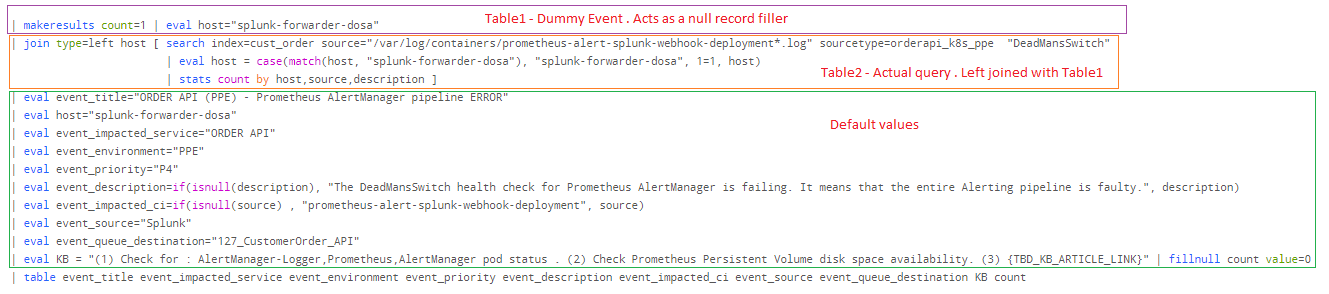 | makeresults count=1 | eval host="splunk-forwarder-dosa"
Table1 - Dummy Event . Acts as a null record filler
| join type=left host [ search index=cust_order source="/var/log/containers/prometheus-alert-splunk-webhook-deployment*.log" sourcetype=orderapi_k8s_ppe "DeadMansSwitch"
| eval host = case(match(host, "splunk-forwarder-dosa"), "splunk-forwarder-dosa", 1=1, host)
| stats count by host,source,description ]
Table2 - Actual query . Left joined with Table1
| eval event_title="ORDER API (PPE) - Prometheus AlertManager pipeline ERROR"
| eval host="splunk-forwarder-dosa"
Default values
| eval event_impacted_service="ORDER API"
| eval event_environment="PPE"
| eval event_priority="P4"
| eval event_description=if(isnull(description), "The DeadMansSwitch health check for Prometheus AlertManager is failing. It means that the entire Alerting pipeline is faulty.", description)
| eval event_impacted_ci=if(isnull(source) , "prometheus-alert-splunk-webhook-deployment", source)
| eval event_source="Splunk"
| eval event_queue_destination="127_CustomerOrder_API"
| eval KB = "(1) Check for : AlertManager-Logger,Prometheus,AlertManager pod status . (2) Check Prometheus Persistent Volume disk space availability. (3) {TBD_KB_ARTICLE_LINK}" | fillnull count value=0
| table event_title event_impacted_service event_environment event_priority event_description event_impacted_ci event_source event_queue_destination KB count